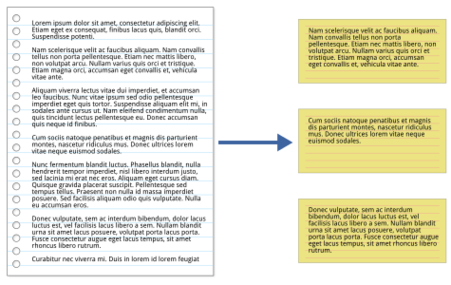 Lorem ipsum dolor sit amet, consectetur adipiscing elit.
Etiam eget ex consequat, finibus lacus quis, blandit orci.
Suspendisse potenti.
Nam scelerisque velit ac faucibus aliquam. Nam convallis
tellus non porta pellentesque. Etiam nec mattis libero,
non volutpat arcu. Nullam varius quis orci et tristique.
Etiam magna orci, accumsan eget convallis et, vehicula
vitae ante.
Aliquam viverra lectus vitae dui imperdiet, et accumsan
leo faucibus. Nunc vitae ipsum sed odio pellentesque
imperdiet eget quis tortor. Suspendisse aliquam elit mi, in
sodales ante cursus ut. Nam eleifend condimentum nulla,
quis tincidunt lectus pellentesque eu. Donec accumsan
quis neque id finibus.
Cum sociis natoque penatibus et magnis dis parturient
montes, nascetur ridiculus mus. Donec ultrices lorem
vitae neque euismod sodales.
Nunc fermentum blandit luctus. Phasellus blandit, nulla
hendrerit tempor imperdiet, nisl libero interdum justo,
sed lacinia mi erat nec eros. Aliquam eget cursus diam.
Quisque gravida placerat suscipit. Pellentesque sed
tempus tellus. Praesent non nulla id massa imperdiet
posuere. Sed facilisis aliquam odio quis vulputate. Nulla
eu accumsan eros.
Donec vulputate, sem ac interdum bibendum, dolor lacus
luctus est, vel facilisis lacus libero a sem. Nullam blandit
urna sit amet lacus posuere, volutpat porta lacus porta.
Fusce consectetur augue eget lacus tempus, sit amet
rhoncus libero rutrum.
Curabitur nec viverra mi. Duis in lorem id lorem feugiat
Nam scelerisque velit ac faucibus aliquam.
Nam convallis tellus non porta
pellentesque. Etiam nec mattis libero, non
volutpat arcu. Nullam varius quis orci et
tristique. Etiam magna orci, accumsan
eget convallis et, vehicula vitae ante.
Cum sociis natoque penatibus et magnis
dis parturient montes, nascetur ridiculus
mus. Donec ultrices lorem vitae neque
euismod sodales.
Donec vulputate, sem ac interdum
bibendum, dolor lacus luctus est, vel
facilisis lacus libero a sem. Nullam blandit
urna sit amet lacus posuere, volutpat
porta lacus porta. Fusce consectetur augue
eget lacus tempus, sit amet rhoncus libero
rutrum.